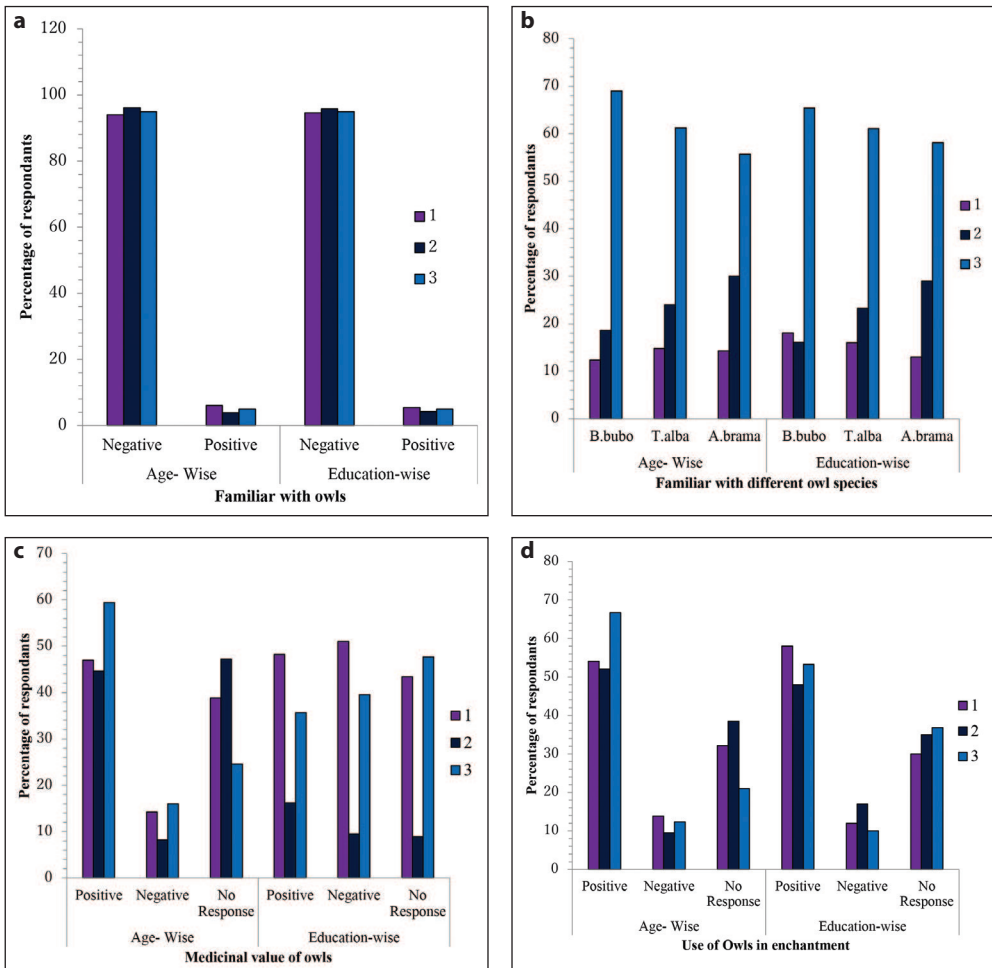 a
120
100
80
60
40
20
0
Percentage of respondants
1
2
3
Negative Positive Negative Positive
Age- Wise Education-wise
Familiar with owls
b
80
70
60
50
40
30
20
10
0
Percentage of respondants
1
2
3
B.bubo T.alba A.brama B.bubo T.alba A.brama
Age- Wise Education-wise
Familiar with different owl species
c
70
60
50
40
30
20
10
0
Percentage of respondants
1
2
3
Positive Negative No Positive Negative No
Response Response
Age- Wise Education-wise
Medicinal value of owls
d
80
70
60
50
40
30
20
10
0
Percentage of respondants
1
2
3
Positive Negative No Positive Negative No
Response Response
Age- Wise Education-wise
Use of Owls in enchantment